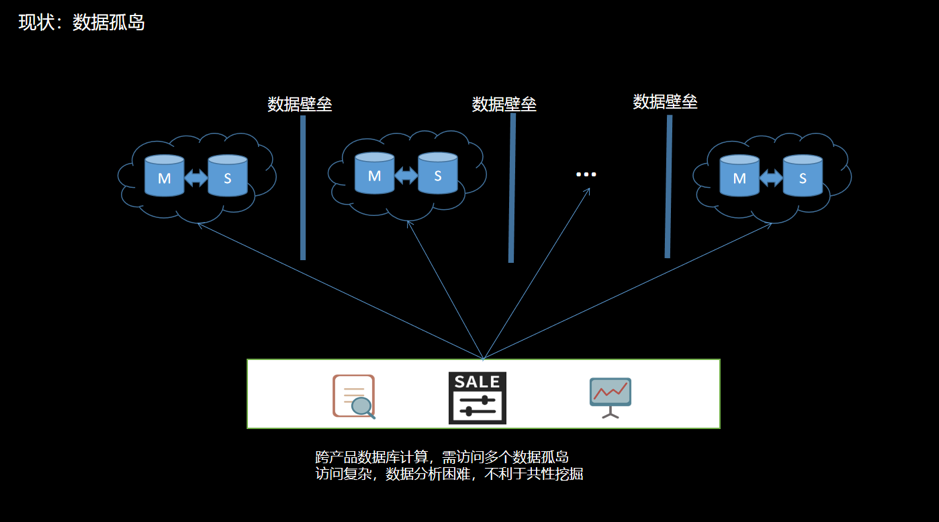 现状：数据孤岛
数据壁垒
数据壁垒
数据壁垒
M
S
M
S
...
M
S
SALE
跨产品数据库计算，需访问多个数据孤岛
访问复杂，数据分析困难，不利于共性挖掘